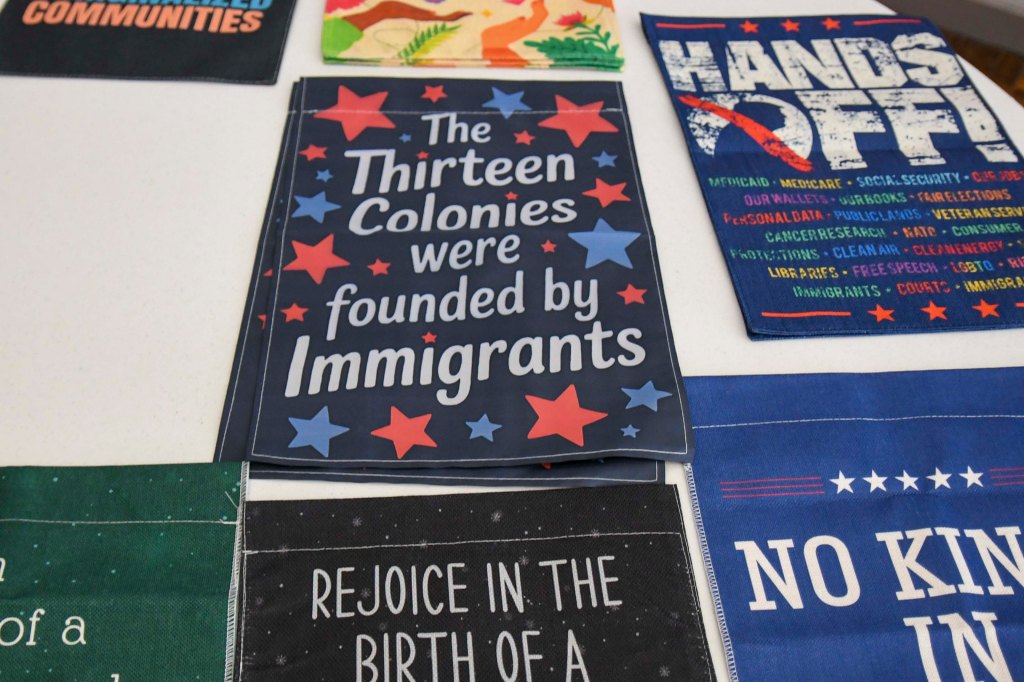 COMMUNITIES
The
Thirteen
Colonies
were
founded by
Immigrants
HANDS
OFF!
MEDICAID • MEDICARE • SOCIAL SECURITY •
OUR WALLETS • OUR BOOKS • FAIR ELECTIONS
PERSONAL DATA • PUBLIC LANDS •
CANCER RESEARCH • NATO • CONSUMER
PROTECTIONS • CLEAN AIR • CLEAN ENERGY •
LIBRARIES • FREE SPEECH • LGBTQ •
IMMIGRANTS • COURTS •
of a
REJOICE IN THE
BIRTH OF A
NO KIN
IN